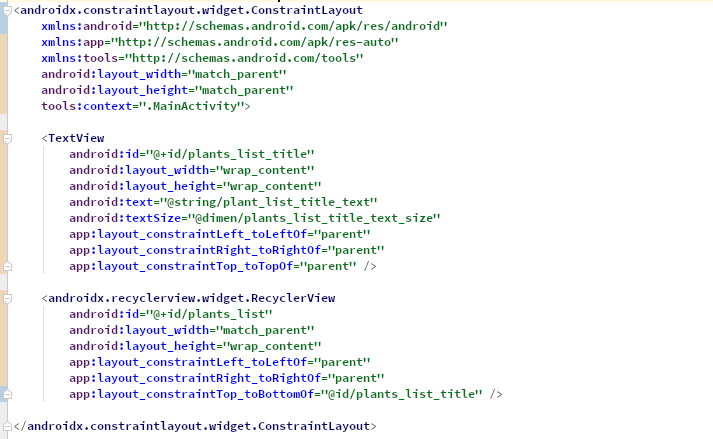 <androidx.constraintlayout.widget.ConstraintLayout
    xmlns:android="http://schemas.android.com/apk/res/android"
    xmlns:app="http://schemas.android.com/apk/res-auto"
    xmlns:tools="http://schemas.android.com/tools"
    android:layout_width="match_parent"
    android:layout_height="match_parent"
    tools:context=".MainActivity">

    <TextView
        android:id="@+id/plants_list_title"
        android:layout_width="wrap_content"
        android:layout_height="wrap_content"
        android:text="@string/plant_list_title_text"
        android:textSize="@dimen/plants_list_title_text_size"
        app:layout_constraintLeft_toLeftOf="parent"
        app:layout_constraintRight_toRightOf="parent"
        app:layout_constraintTop_toTopOf="parent" />

    <androidx.recyclerview.widget.RecyclerView
        android:id="@+id/plants_list"
        android:layout_width="match_parent"
        android:layout_height="wrap_content"
        app:layout_constraintLeft_toLeftOf="parent"
        app:layout_constraintRight_toRightOf="parent"
        app:layout_constraintTop_toBottomOf="@id/plants_list_title" />

</androidx.constraintlayout.widget.ConstraintLayout>